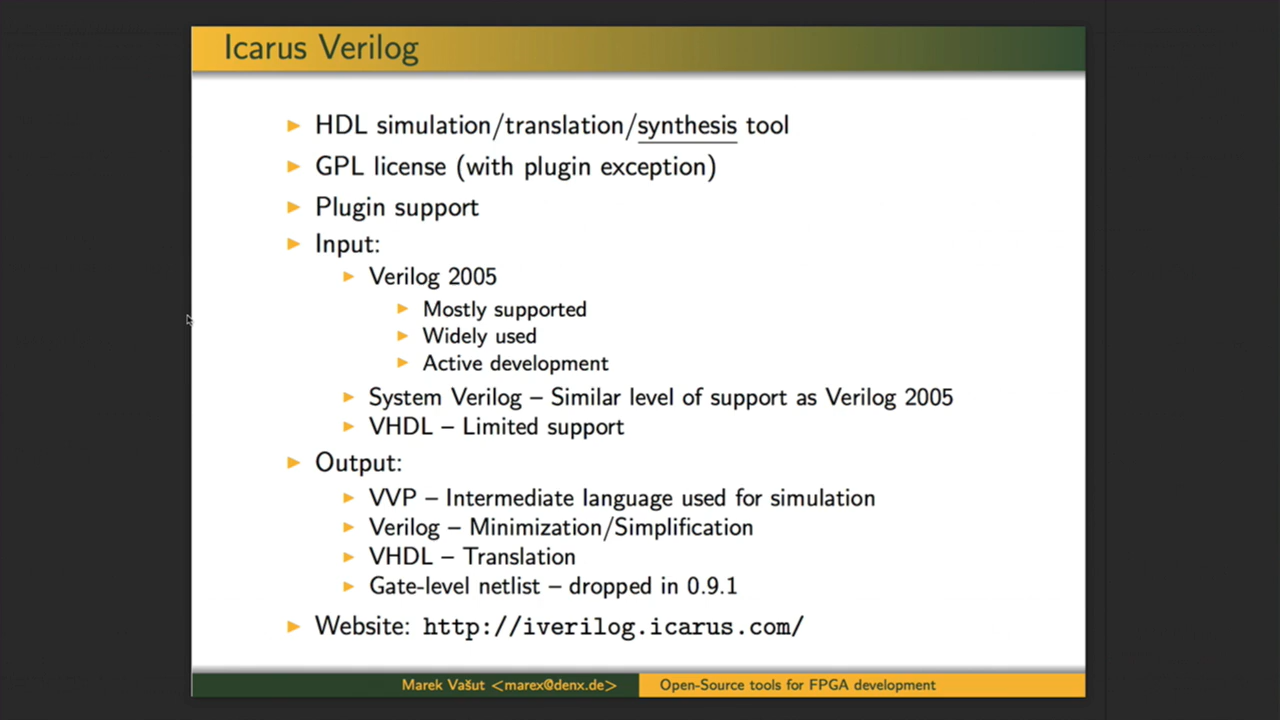 Icarus Verilog
HDL simulation/translation/synthesis tool
GPL license (with plugin exception)
Plugin support
Input:
Verilog 2005
Mostly supported
Widely used
Active development
System Verilog – Similar level of support as Verilog 2005
VHDL – Limited support
Output:
VVP – Intermediate language used for simulation
Verilog – Minimization/Simplification
VHDL – Translation
Gate-level netlist – dropped in 0.9.1
Website: http://iverilog.icarus.com/
Marek Vašut <marex@denx.de> Open-Source tools for FPGA development